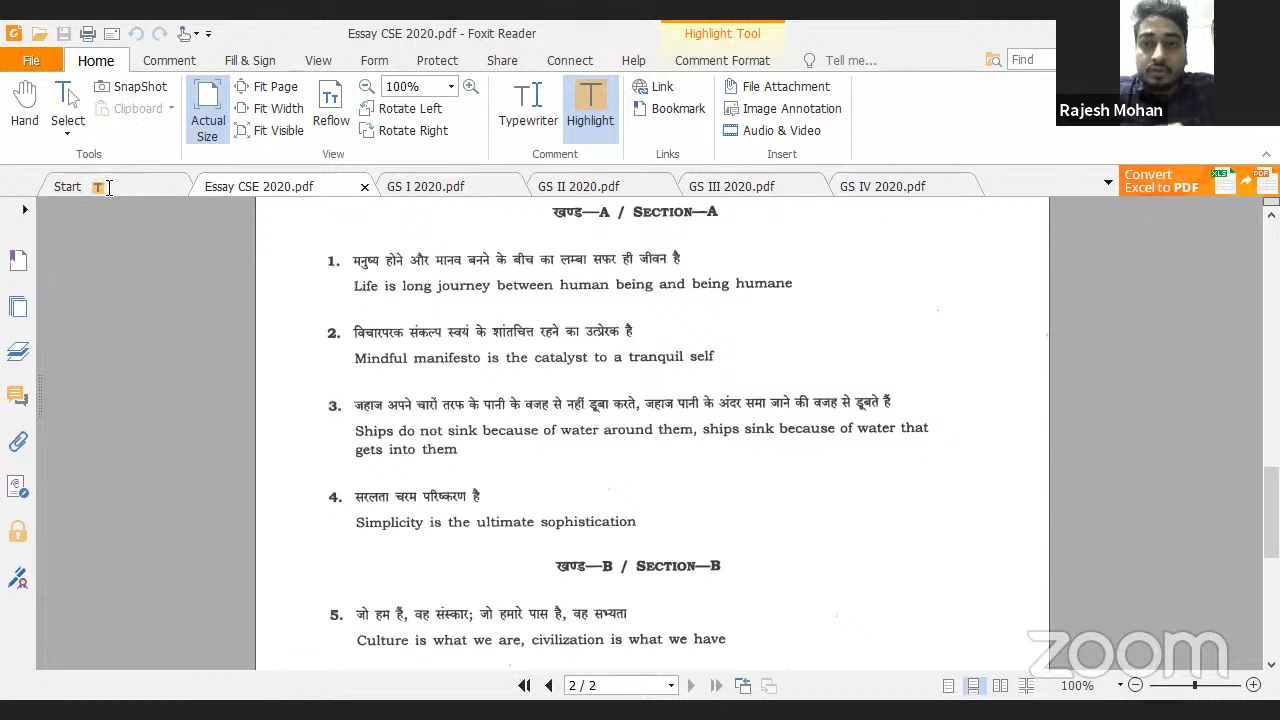 Essay CSE 2020.pdf - Foxit Reader
Highlight Tool
File Home Comment Fill & Sign View Form Protect Share Connect Help Comment Format Tell me... Find
Hand
Select
SnapShot
Clipboard
Tools
Actual Size
Fit Page
Fit Width
Fit Visible
Reflow
100%
Rotate Left
Rotate Right
View
Typewriter
Highlight
Comment
Link
Bookmark
Links
File Attachment
Image Annotation
Audio & Video
Insert
Rajesh Mohan
Start T
Essay CSE 2020.pdf
GS I 2020.pdf
GS II 2020.pdf
GS III 2020.pdf
GS IV 2020.pdf
Convert
Excel to PDF
XLS
PDF
खण्ड—A / SECTION—A
1. मनुष्य होने और मानव बनने के बीच का लम्बा सफर ही जीवन है
Life is long journey between human being and being humane
2. विचारपरक संकल्प स्वयं के शांतचित्त रहने का उत्प्रेरक है
Mindful manifesto is the catalyst to a tranquil self
3. जहाज अपने चारों तरफ के पानी के वजह से नहीं डूबा करते, जहाज पानी के अंदर समा जाने की वजह से डूबते हैं
Ships do not sink because of water around them, ships sink because of water that
gets into them
4. सरलता चरम परिष्करण है
Simplicity is the ultimate sophistication
खण्ड—B / SECTION—B
5. जो हम हैं, वह संस्कार; जो हमारे पास है, वह सभ्यता
Culture is what we are, civilization is what we have
zoom
2 / 2
100%